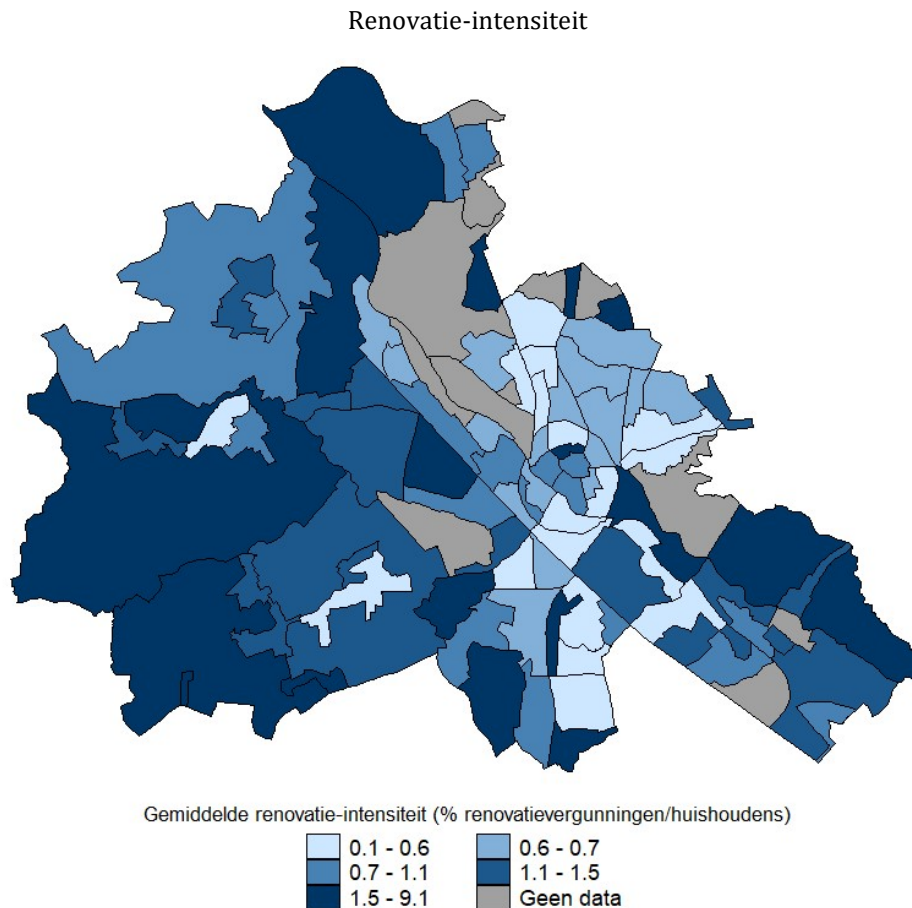 Renovatie-intensiteit
Gemiddelde renovatie-intensiteit (% renovatievergunningen/huishoudens)
0.1 - 0.6
0.6 - 0.7
0.7 - 1.1
1.1 - 1.5
1.5 - 9.1
Geen data